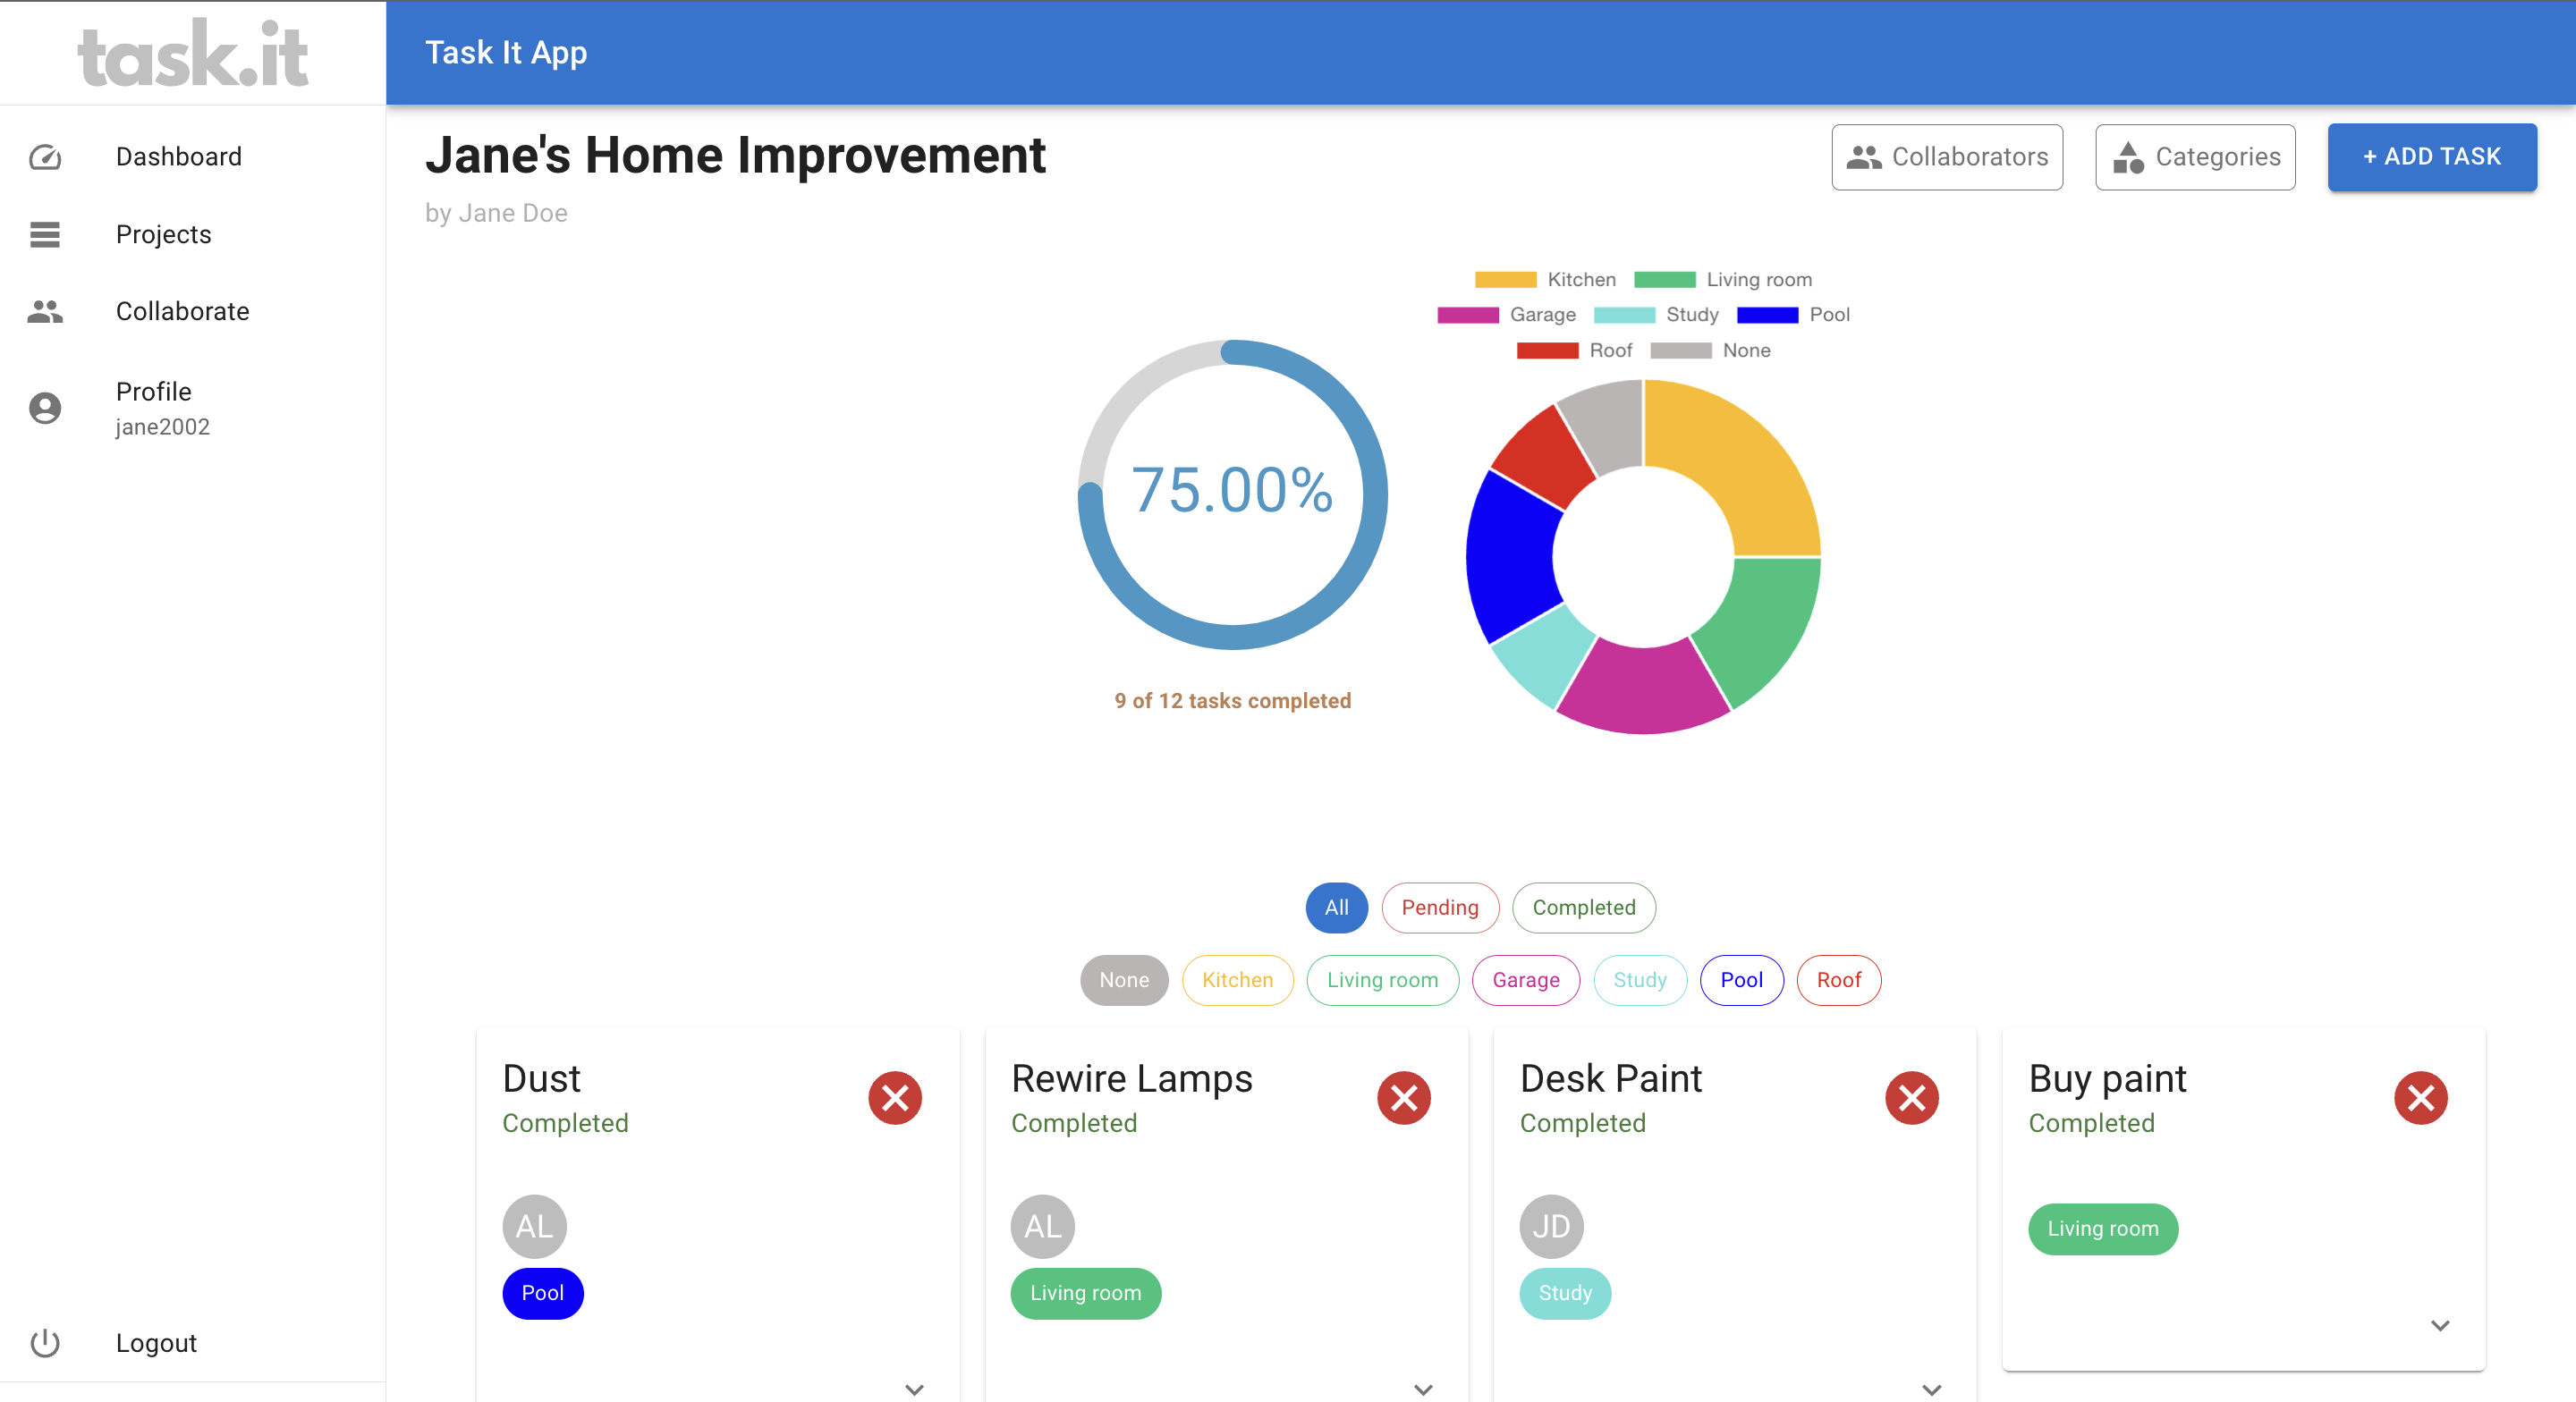 task.it
Task It App
Dashboard
Projects
Collaborate
Profile
jane2002
Logout
Jane's Home Improvement
by Jane Doe
Collaborators
Categories
+ ADD TASK
75.00%
9 of 12 tasks completed
Kitchen Living room
Garage Study Pool
Roof None
All Pending Completed
None Kitchen Living room Garage Study Pool Roof
Dust
Completed
AL
Pool
Rewire Lamps
Completed
AL
Living room
Desk Paint
Completed
JD
Study
Buy paint
Completed
Living room